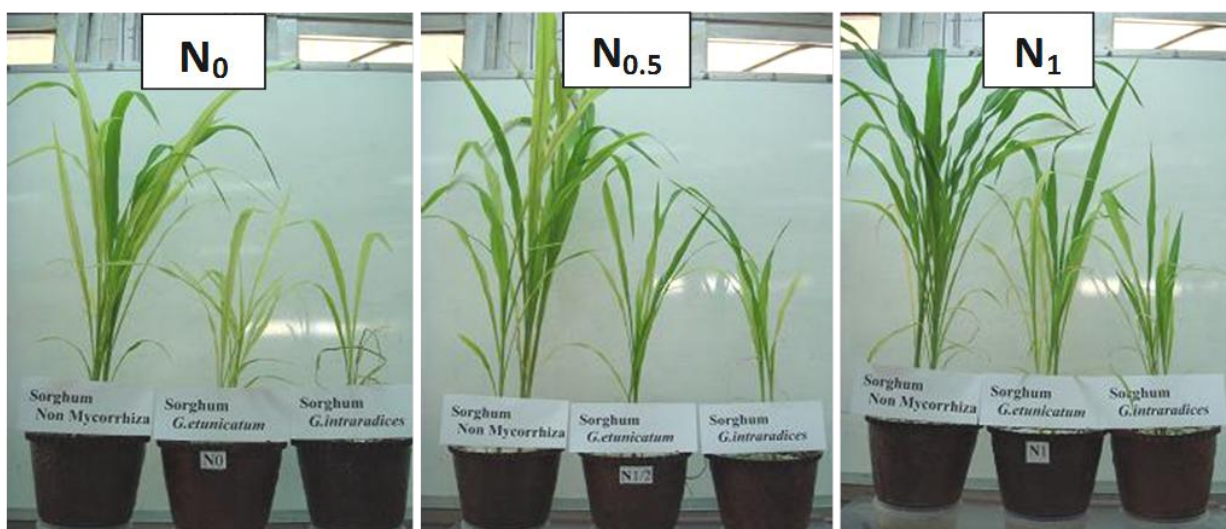 N0
Sorghum
Non Mycorrhiza
Sorghum
G.etunicatum
Sorghum
G.intraradices
N0
N0.5
Sorghum
Non Mycorrhiza
Sorghum
G.etunicatum
Sorghum
G.intraradices
N1/2
N1
Sorghum
Non Mycorrhiza
Sorghum
G.etunicatum
Sorghum
G.intraradices
N1